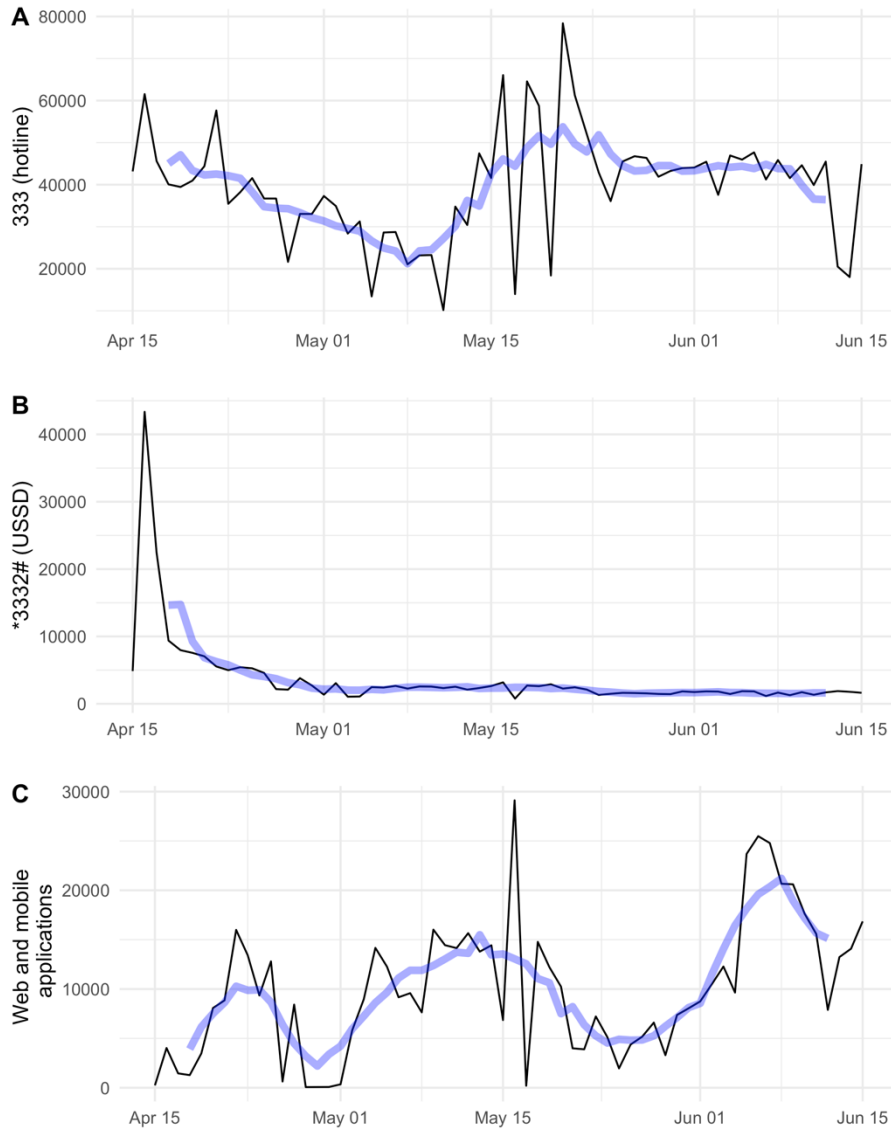 A
80000
60000
40000
20000
333 (hotline)
Apr 15
May 01
May 15
Jun 01
Jun 15
B
40000
30000
20000
10000
0
*3332# (USSD)
Apr 15
May 01
May 15
Jun 01
Jun 15
C
30000
20000
10000
0
Web and mobile
applications
Apr 15
May 01
May 15
Jun 01
Jun 15